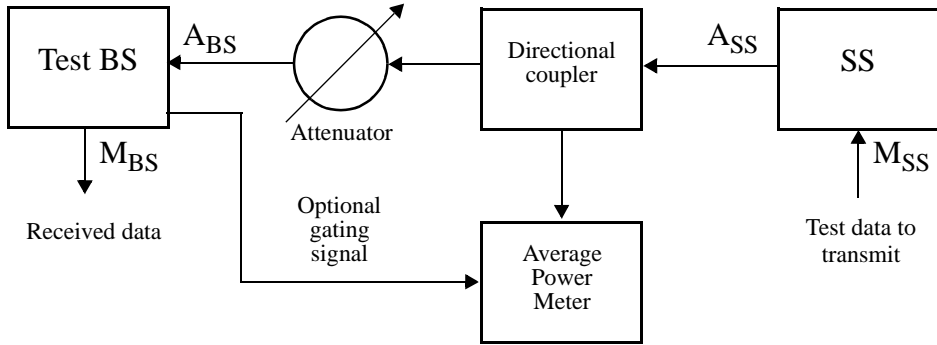 Test BS
A_BS
Attenuator
Directional
coupler
A_SS
SS
M_BS
M_SS
Received data
Optional
gating
signal
Average
Power
Meter
Test data to
transmit